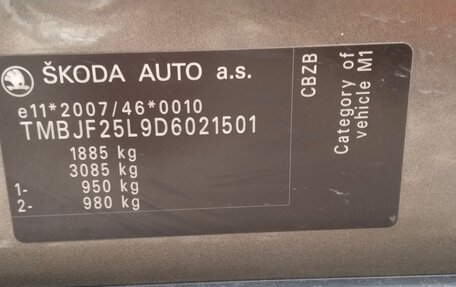 ŠKODA AUTO a.s.
e11*2007/46*0010
TMBJF25L9D6021501
1885 kg
3085 kg
1- 950 kg
2- 980 kg
CBZB
Category of
vehicle M1